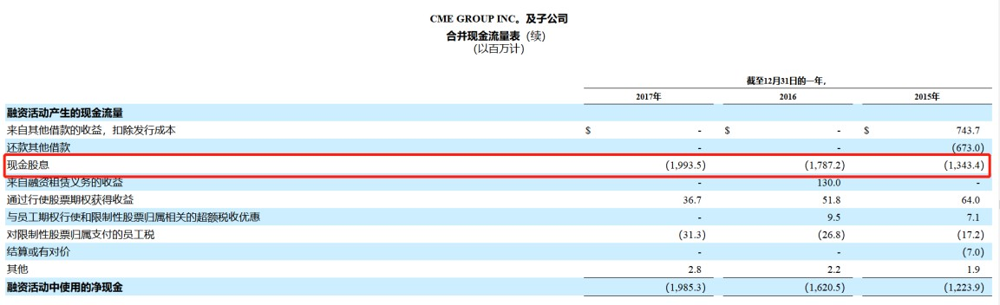 CME GROUP INC。及子公司
合并现金流量表（续）
（以百万计）
截至12月31日的一年，
2017年 2016 2015年
融资活动产生的现金流量
来自其他借款的收益，扣除发行成本 $ - $ - $ 743.7
还款其他借款 - - (673.0)
现金股息 (1,993.5) (1,787.2) (1,343.4)
来自融资租赁义务的收益 - 130.0 -
通过行使股票期权获得收益 36.7 51.8 64.0
与员工期权行使和限制性股票归属相关的超额税收优惠 - 9.5 7.1
对限制性股票归属支付的员工税 (31.3) (26.8) (17.2)
结算或有对价 - - (7.0)
其他 2.8 2.2 1.9
融资活动中使用的净现金 (1,985.3) (1,620.5) (1,223.9)